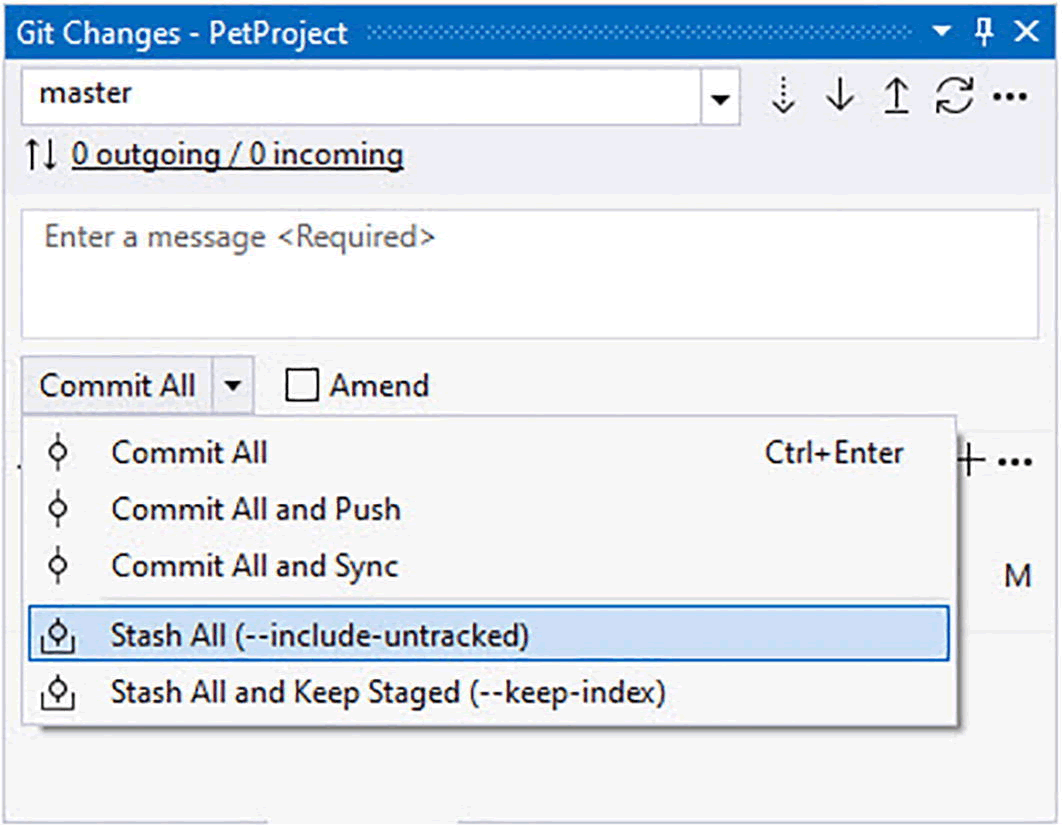 Git Changes - PetProject
master
0 outgoing / 0 incoming
Enter a message <Required>
Commit All
Amend
Commit All Ctrl+Enter
Commit All and Push
Commit All and Sync
M
Stash All (--include-untracked)
Stash All and Keep Staged (--keep-index)